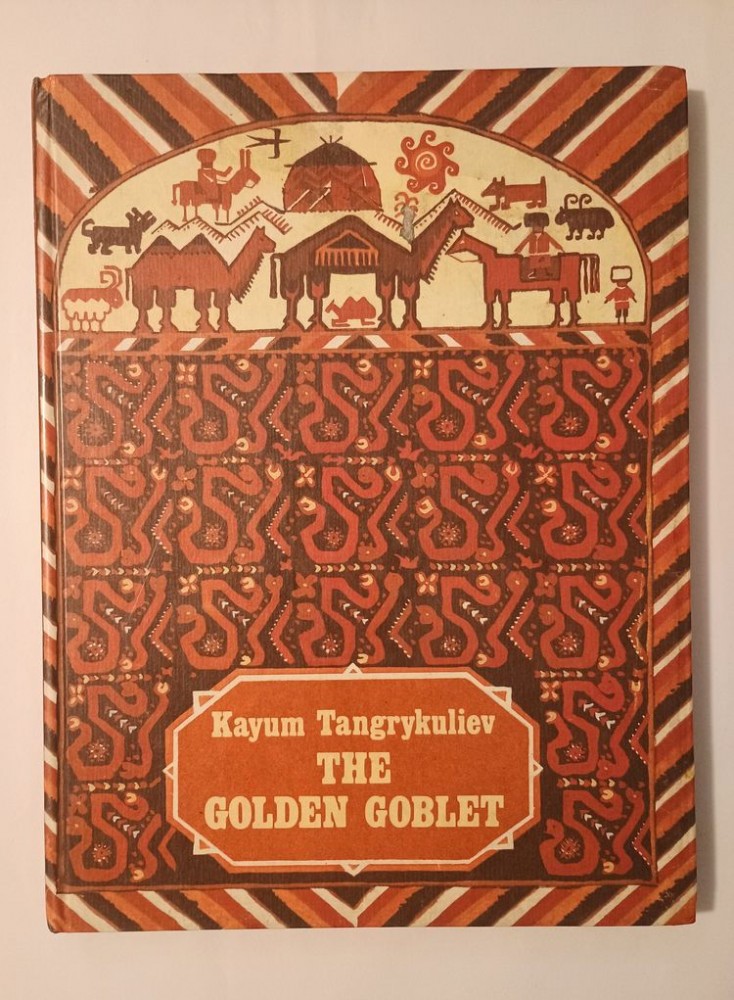 Kayum Tangrykuliev
THE
GOLDEN GOBLET